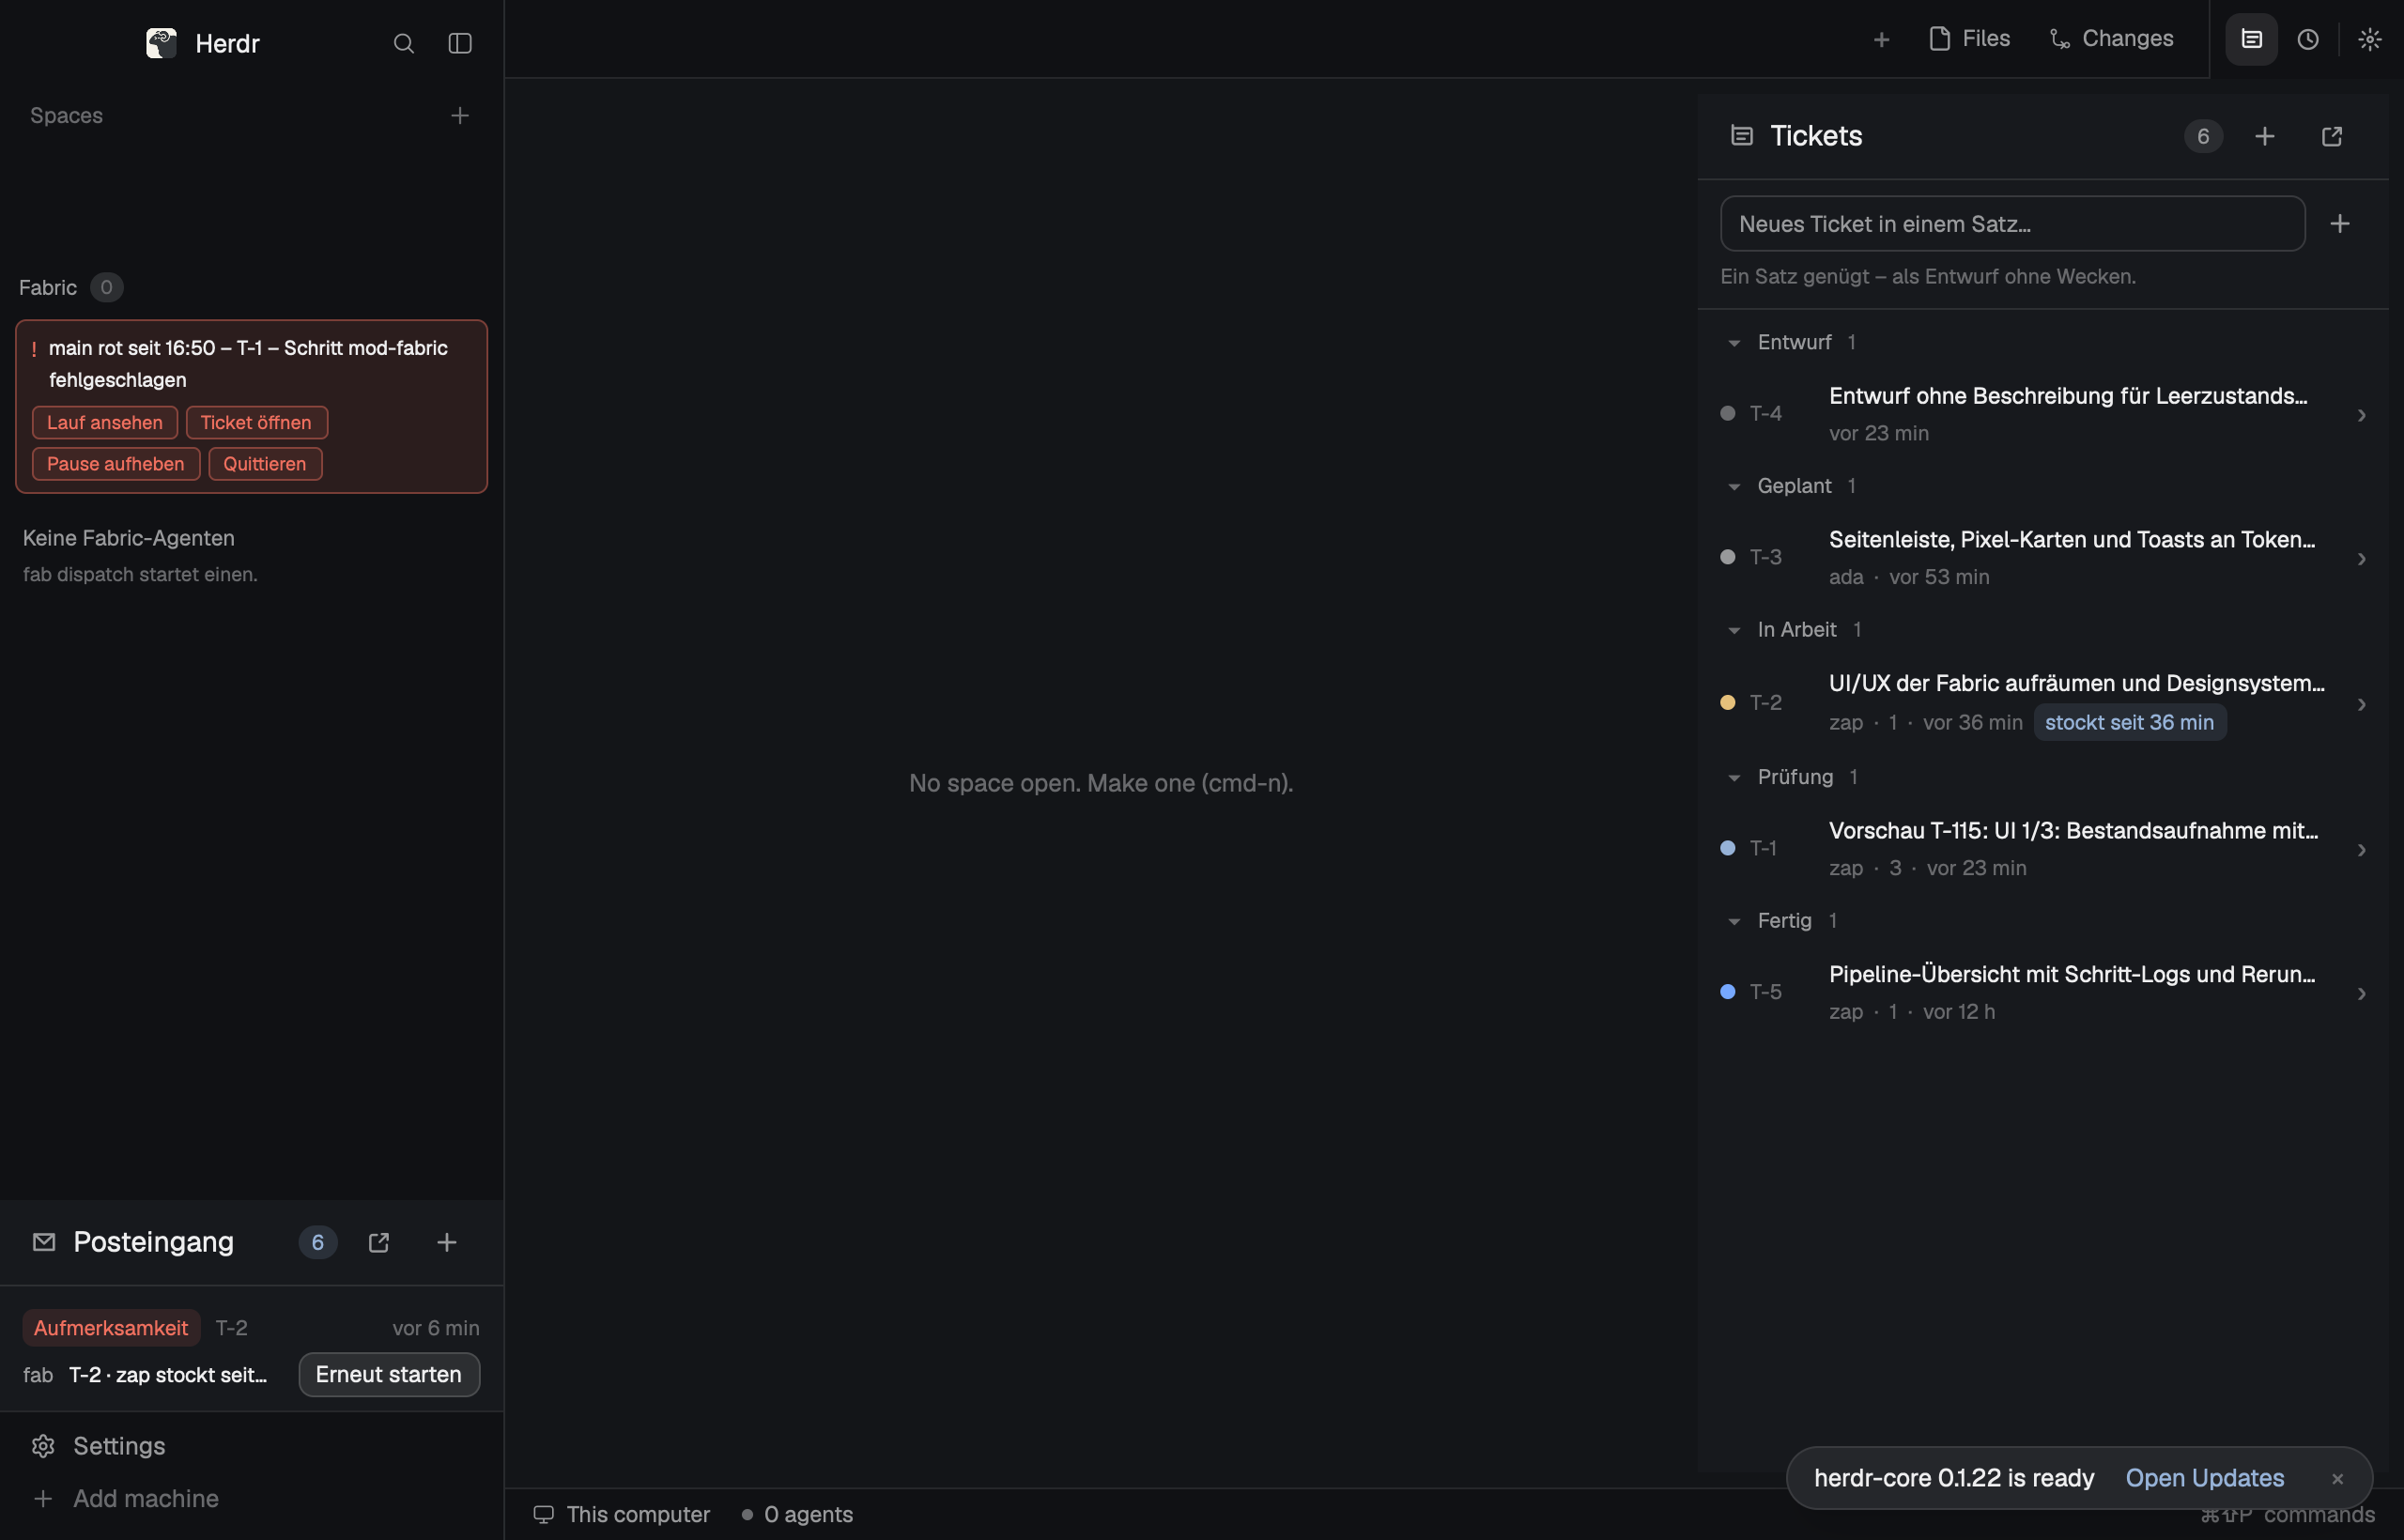 Herdr
Files
Changes
Spaces
Fabric 0
! main rot seit 16:50 – T-1 – Schritt mod-fabric
fehlgeschlagen
Lauf ansehen
Ticket öffnen
Pause aufheben
Quittieren
Keine Fabric-Agenten
fab dispatch startet einen.
No space open. Make one (cmd-n).
Tickets
6
Neues Ticket in einem Satz…
Ein Satz genügt – als Entwurf ohne Wecken.
Entwurf 1
T-4
Entwurf ohne Beschreibung für Leerzustands…
vor 23 min
Geplant 1
T-3
Seitenleiste, Pixel-Karten und Toasts an Token…
ada · vor 53 min
In Arbeit 1
T-2
UI/UX der Fabric aufräumen und Designsystem…
zap · 1 · vor 36 min stockt seit 36 min
Prüfung 1
T-1
Vorschau T-115: UI 1/3: Bestandsaufnahme mit…
zap · 3 · vor 23 min
Fertig 1
T-5
Pipeline-Übersicht mit Schritt-Logs und Rerun…
zap · 1 · vor 12 h
Posteingang
6
Aufmerksamkeit T-2 vor 6 min
fab T-2 · zap stockt seit…
Erneut starten
Settings
Add machine
This computer
0 agents
herdr-core 0.1.22 is ready
Open Updates
⌘⇧P commands